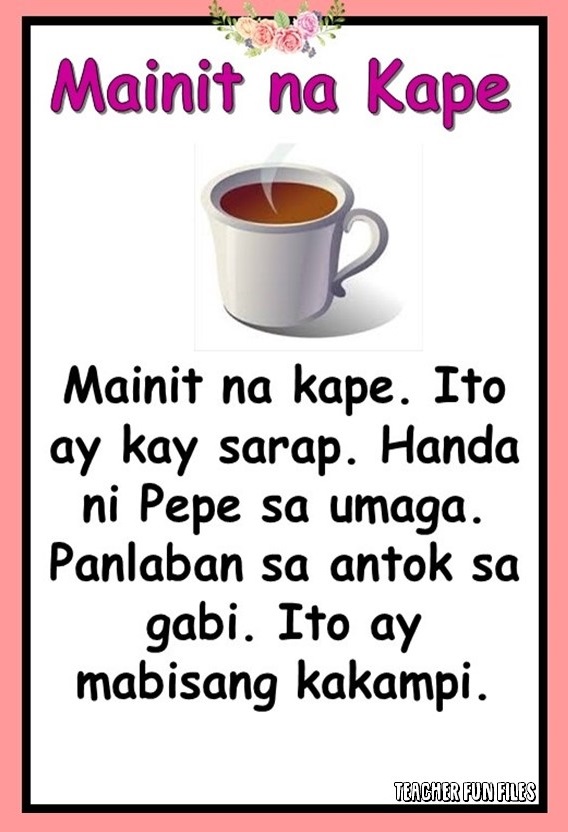 Mainit na Kape
Mainit na kape. Ito
ay kay sarap. Handa
ni Pepe sa umaga.
Panlaban sa antok sa
gabi. Ito ay
mabisang kakampi.
TEACHER FUN FILES